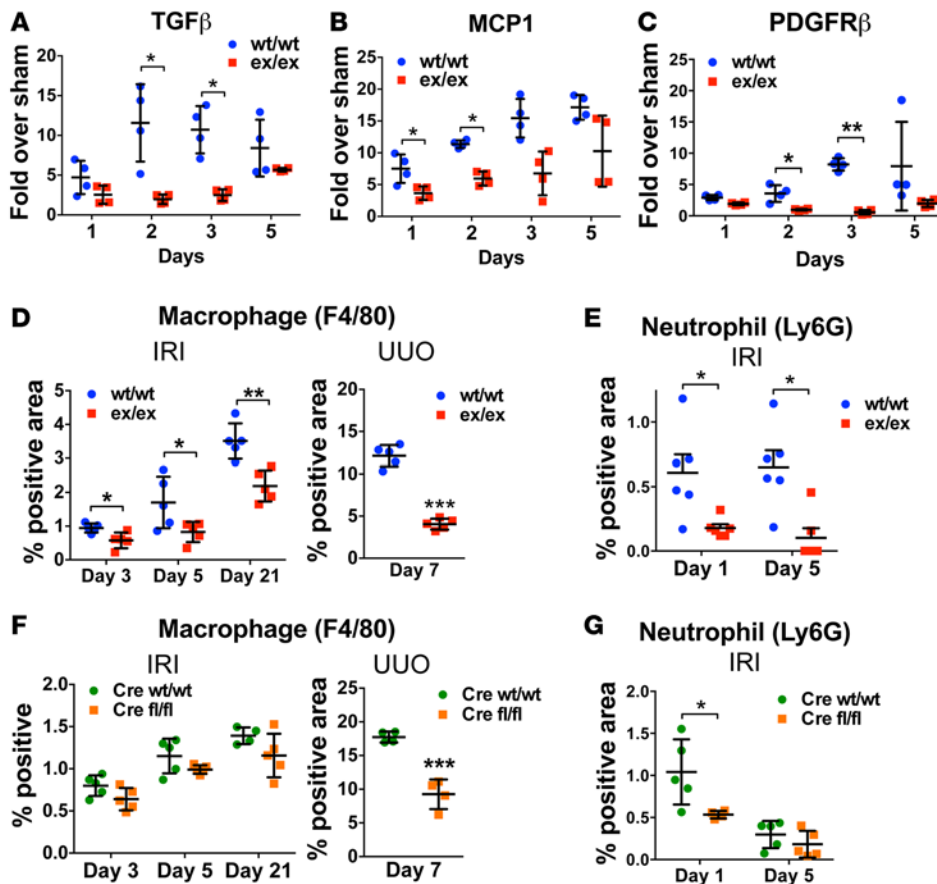 A TGFβ
Fold over sham
25
20
15
10
5
0
wt/wt
ex/ex
*
*
1 2 3 5
Days
B MCP1
Fold over sham
25
20
15
10
5
0
wt/wt
ex/ex
*
*
1 2 3 5
Days
C PDGFRβ
Fold over sham
25
20
15
10
5
0
wt/wt
ex/ex
*
**
1 2 3 5
Days
D Macrophage (F4/80)
IRI
% positive area
5
4
3
2
1
0
wt/wt
ex/ex
*
*
**
Day 3 Day 5 Day 21
UUO
% positive area
20
15
10
5
0
wt/wt
ex/ex
***
Day 7
E Neutrophil (Ly6G)
IRI
% positive area
1.0
0.5
0.0
*
*
wt/wt
ex/ex
Day 1 Day 5
F Macrophage (F4/80)
IRI
% positive
2.0
1.5
1.0
0.5
0.0
Cre wt/wt
Cre fl/fl
Day 3 Day 5 Day 21
UUO
% positive area
25
20
15
10
5
0
Cre wt/wt
Cre fl/fl
***
Day 7
G Neutrophil (Ly6G)
IRI
% positive area
2.0
1.5
1.0
0.5
0.0
*
Cre wt/wt
Cre fl/fl
Day 1 Day 5